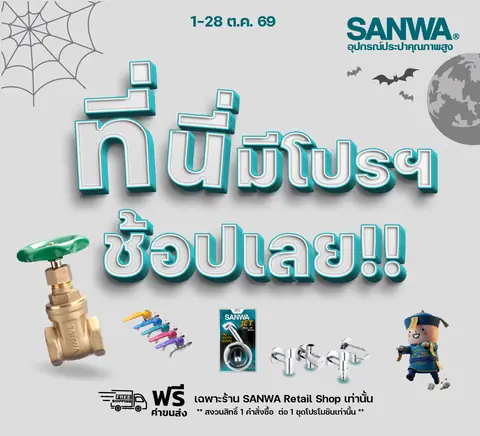 1-28 ต.ค. 69
SANWA®
อุปกรณ์ประปาคุณภาพสูง
ที่นี่มีโปรฯ
ช้อปเลย!!
SANWA
JET
FREE SHIPPING
ฟรี
ค่าขนส่ง
เฉพาะร้าน SANWA Retail Shop เท่านั้น
** สงวนสิทธิ์ 1 คำสั่งซื้อ ต่อ 1 ชุดโปรโมชันเท่านั้น **